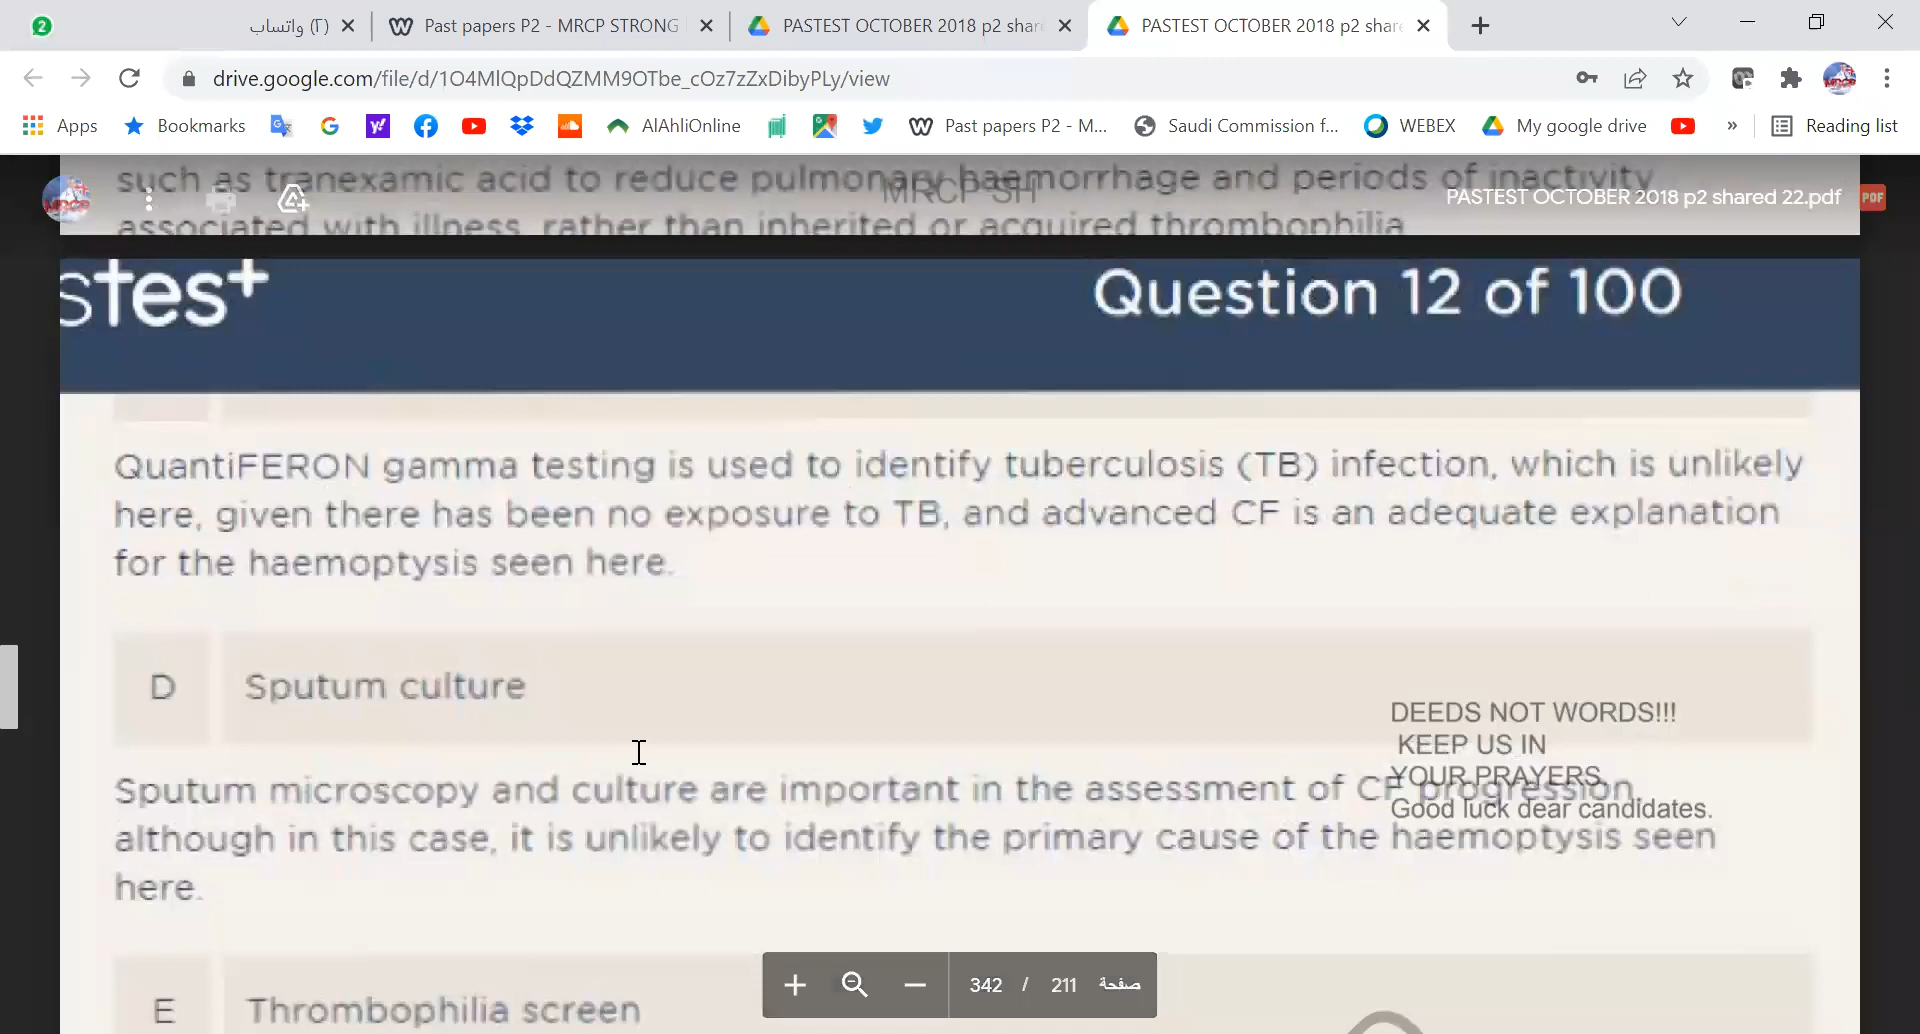 2
واتساب (٢)
Past papers P2 - MRCP STRONG
PASTEST OCTOBER 2018 p2 shar
PASTEST OCTOBER 2018 p2 share
drive.google.com/file/d/1O4MlQpDdQZMM9OTbe_cOz7zZxDibyPLy/view
Apps
Bookmarks
AlAhliOnline
Past papers P2 - M...
Saudi Commission f...
WEBEX
My google drive
»
Reading list
such as tranexamic acid to reduce pulmonary haemorrhage and periods of inactivity
MRCP SH
PASTEST OCTOBER 2018 p2 shared 22.pdf
PDF
associated with illness, rather than inherited or acquired thrombophilia
stest
Question 12 of 100
QuantiFERON gamma testing is used to identify tuberculosis (TB) infection, which is unlikely
here, given there has been no exposure to TB, and advanced CF is an adequate explanation
for the haemoptysis seen here.
D
Sputum culture
DEEDS NOT WORDS!!!
KEEP US IN
YOUR PRAYERS
Good luck dear candidates.
Sputum microscopy and culture are important in the assessment of CF progression,
although in this case, it is unlikely to identify the primary cause of the haemoptysis seen
here.
E
Thrombophilia screen
342 / 211 صفحة